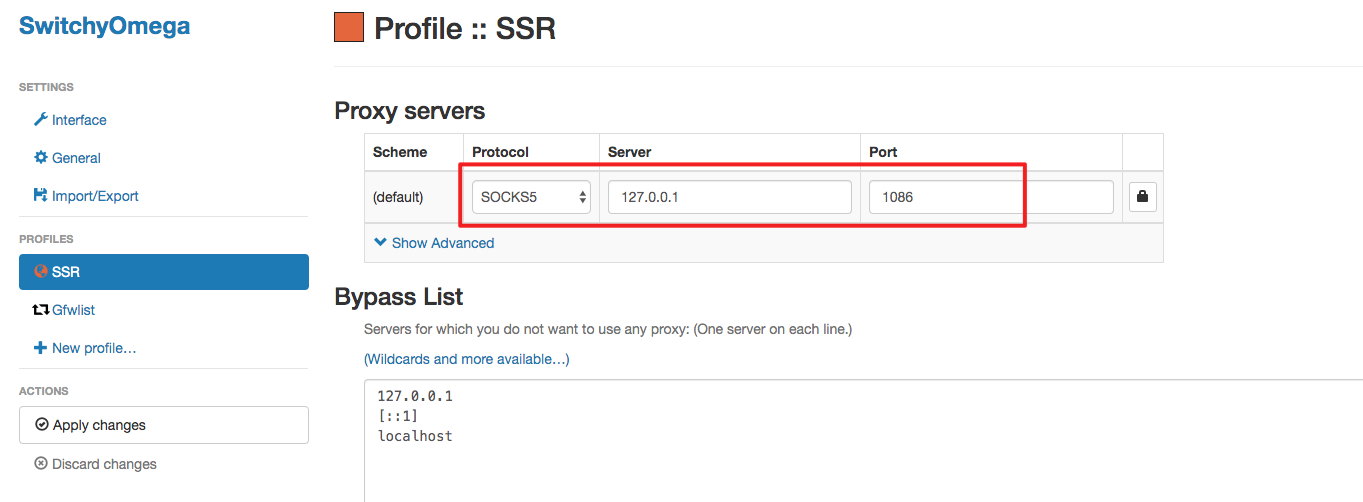 SwitchyOmega
SETTINGS
Interface
General
Import/Export
PROFILES
SSR
Gfwlist
New profile…
ACTIONS
Apply changes
Discard changes
Profile :: SSR
Proxy servers
Scheme Protocol Server Port
(default) SOCKS5 127.0.0.1 1086
Show Advanced
Bypass List
Servers for which you do not want to use any proxy: (One server on each line.)
(Wildcards and more available…)
127.0.0.1
[::1]
localhost